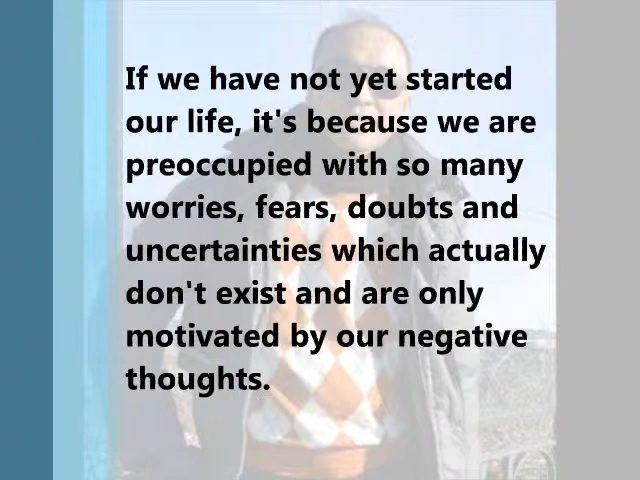 If we have not yet started
our life, it's because we are
preoccupied with so many
worries, fears, doubts and
uncertainties which actually
don't exist and are only
motivated by our negative
thoughts.